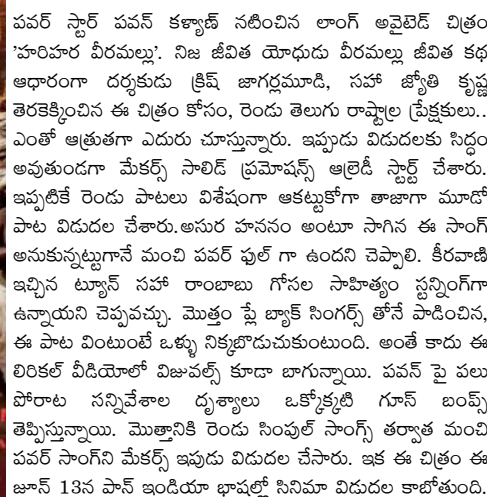 పవర్ స్టార్ పవన్ కళ్యాణ్ నటించిన లాంగ్ అవైటెడ్ చిత్రం
'హరిహర వీరమల్లు'. నిజ జీవిత యోధుడు వీరమల్లు జీవిత కథ
ఆధారంగా దర్శకుడు క్రిష్ జాగర్లమూడి, సహా జ్యోతి కృష్ణ
తెరకెక్కించిన ఈ చిత్రం కోసం, రెండు తెలుగు రాష్ట్రాల ప్రేక్షకులు..
ఎంతో ఆత్రుతగా ఎదురు చూస్తున్నారు. ఇప్పుడు విడుదలకు సిద్ధం
అవుతుండగా మేకర్స్ సాలిడ్ ప్రమోషన్స్ ఆల్రెడీ స్టార్ట్ చేశారు.
ఇప్పటికే రెండు పాటలు విశేషంగా ఆకట్టుకోగా తాజాగా మూడో
పాట విడుదల చేశారు.అసుర హననం అంటూ సాగిన ఈ సాంగ్
అనుకున్నట్టుగానే మంచి పవర్ ఫుల్ గా ఉందని చెప్పాలి. కీరవాణి
ఇచ్చిన ట్యూన్ సహా రాంబాబు గోసల సాహిత్యం స్టన్నింగ్‌గా
ఉన్నాయని చెప్పవచ్చు. మొత్తం ప్లే బ్యాక్ సింగర్స్ తోనే పాడించిన,
ఈ పాట వింటుంటే ఒళ్ళు నిక్కబొడుచుకుంటుంది. అంతే కాదు ఈ
లిరికల్ వీడియోలో విజువల్స్ కూడా బాగున్నాయి. పవన్ పై పలు
పోరాట సన్నివేశాల దృశ్యాలు ఒక్కోక్కటి గూస్ బంప్స్
తెప్పిస్తున్నాయి. మొత్తానికి రెండు సింపుల్ సాంగ్స్ తర్వాత మంచి
పవర్ సాంగ్‌ని మేకర్స్ ఇపుడు విడుదల చేసారు. ఇక ఈ చిత్రం ఈ
జూన్ 13న పాన్ ఇండియా భాషల్లో సినిమా విడుదల కాబోతుంది.